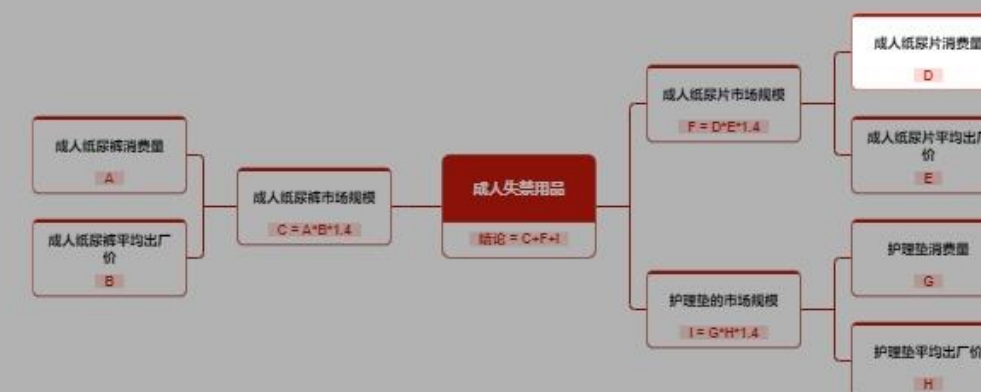 成人纸尿裤消费量
A
成人纸尿裤平均出厂
价
B
成人纸尿裤市场规模
C = A*B*1.4
成人失禁用品
结论 = C+F+I
成人纸尿片市场规模
F = D*E*1.4
成人纸尿片消费量
D
成人纸尿片平均出厂
价
E
护理垫的市场规模
I = G*H*1.4
护理垫消费量
G
护理垫平均出厂价
H